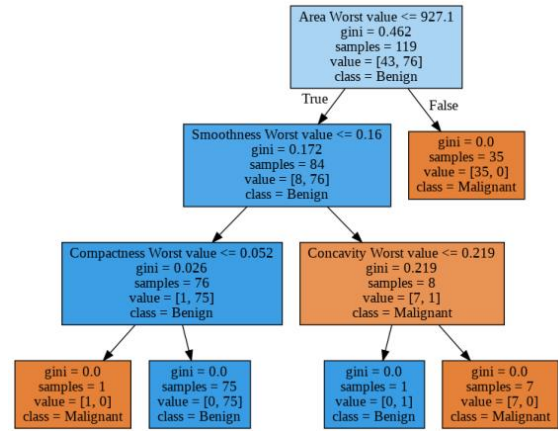 Area Worst value <= 927.1
gini = 0.462
samples = 119
value = [43, 76]
class = Benign
True
False
Smoothness Worst value <= 0.16
gini = 0.172
samples = 84
value = [8, 76]
class = Benign
gini = 0.0
samples = 35
value = [35, 0]
class = Malignant
Compactness Worst value <= 0.052
gini = 0.026
samples = 76
value = [1, 75]
class = Benign
Concavity Worst value <= 0.219
gini = 0.219
samples = 8
value = [7, 1]
class = Malignant
gini = 0.0
samples = 1
value = [1, 0]
class = Malignant
gini = 0.0
samples = 75
value = [0, 75]
class = Benign
gini = 0.0
samples = 1
value = [0, 1]
class = Benign
gini = 0.0
samples = 7
value = [7, 0]
class = Malignant